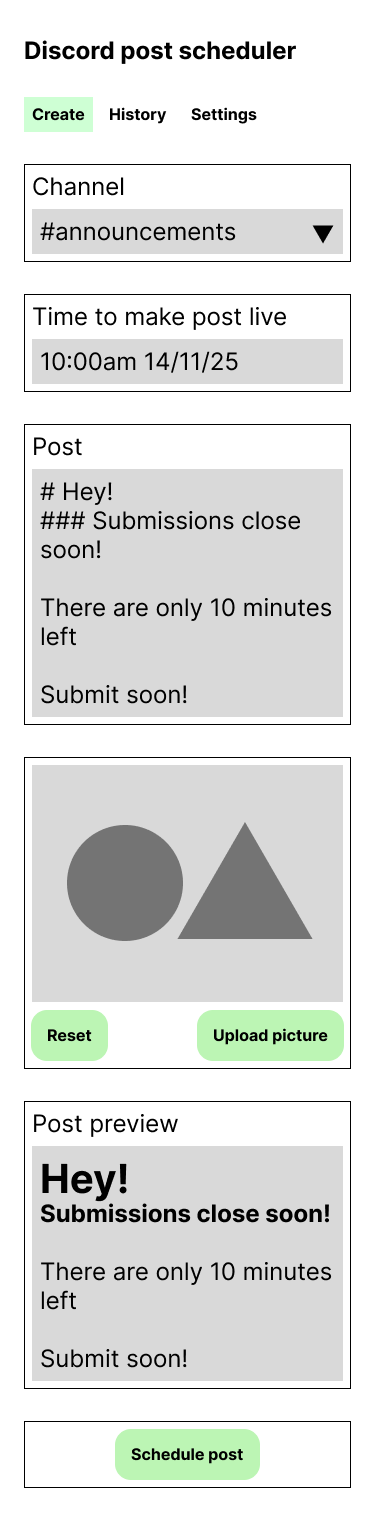 Discord post scheduler
Create History Settings
Channel
#announcements
Time to make post live
10:00am 14/11/25
Post
# Hey!
### Submissions close
soon!
There are only 10 minutes
left
Submit soon!
Reset Upload picture
Post preview
Hey!
Submissions close soon!
There are only 10 minutes
left
Submit soon!
Schedule post